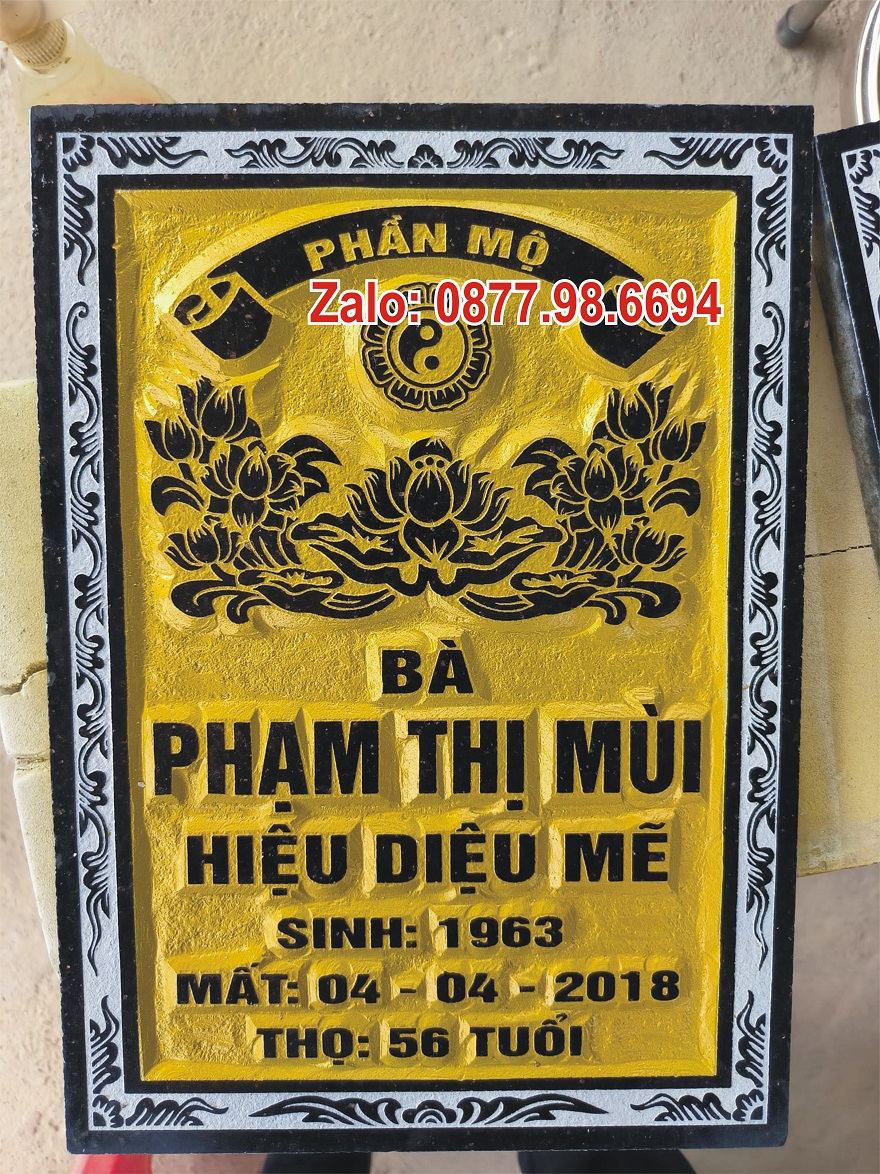 PHẦN MỘ
Zalo: 0877.98.6694
BÀ
PHẠM THỊ MÙI
HIỆU DIỆU MẼ
SINH: 1963
MẤT: 04 - 04 - 2018
THỌ: 56 TUỔI